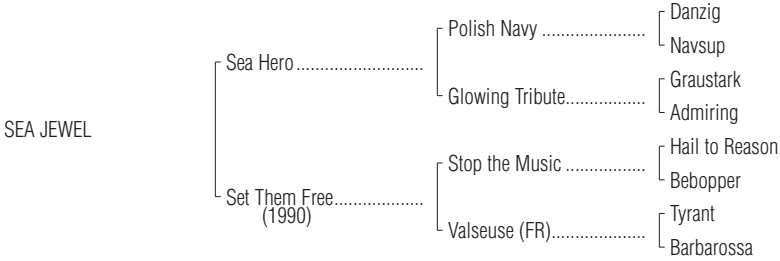 Danzig
Polish Navy ......................
Navsup
Sea Hero ...........................
Graustark
Glowing Tribute.................
Admiring
SEA JEWEL
Hail to Reason
Stop the Music .................
Bebopper
Set Them Free...................
(1990)
Tyrant
Valseuse (FR)....................
Barbarossa